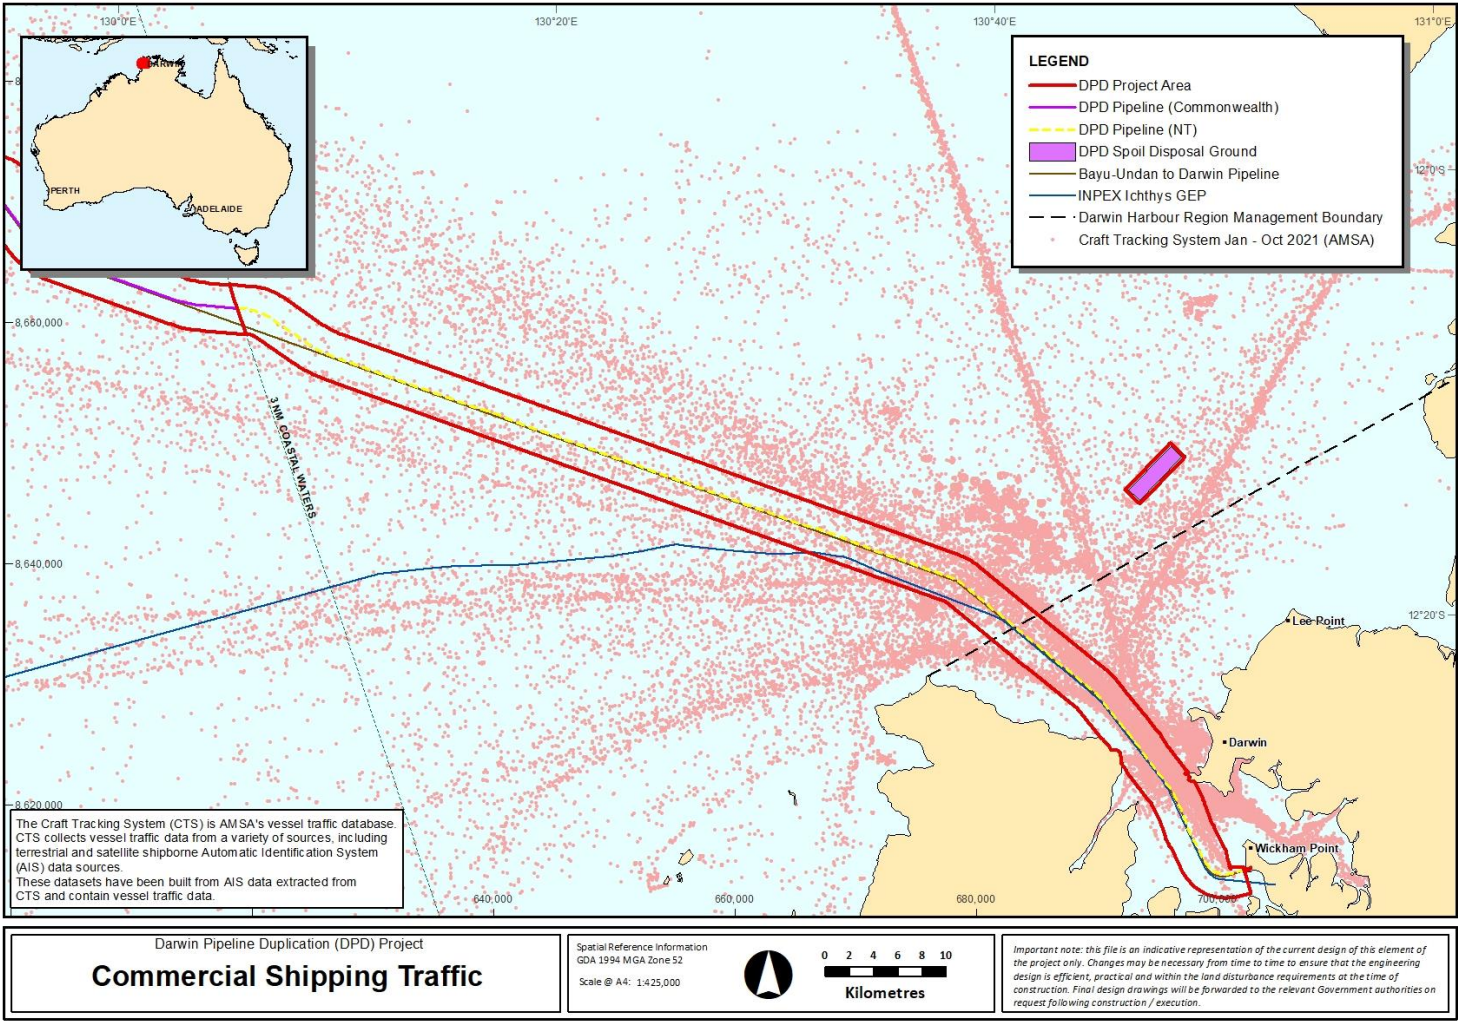 130°0'E
130°20'E
130°40'E
131°0'E
DARWIN
PERTH
ADELAIDE
LEGEND
DPD Project Area
DPD Pipeline (Commonwealth)
DPD Pipeline (NT)
DPD Spoil Disposal Ground
Bayu-Undan to Darwin Pipeline
INPEX Ichthys GEP
Darwin Harbour Region Management Boundary
Craft Tracking System Jan - Oct 2021 (AMSA)
12°0'S
8,660,000
3 NM COASTAL WATERS
8,640,000
12°20'S
Lee Point
Darwin
8,620,000
Wickham Point
The Craft Tracking System (CTS) is AMSA's vessel traffic database.
CTS collects vessel traffic data from a variety of sources, including
terrestrial and satellite shipborne Automatic Identification System
(AIS) data sources.
These datasets have been built from AIS data extracted from
CTS and contain vessel traffic data.
640,000
660,000
680,000
700,000
Darwin Pipeline Duplication (DPD) Project
Commercial Shipping Traffic
Spatial Reference Information
GDA 1994 MGA Zone 52
Scale @ A4: 1:425,000
0 2 4 6 8 10
Kilometres
Important note: this file is an indicative representation of the current design of this element of
the project only. Changes may be necessary from time to time to ensure that the engineering
design is efficient, practical and within the land disturbance requirements at the time of
construction. Final design drawings will be forwarded to the relevant Government authorities on
request following construction / execution.